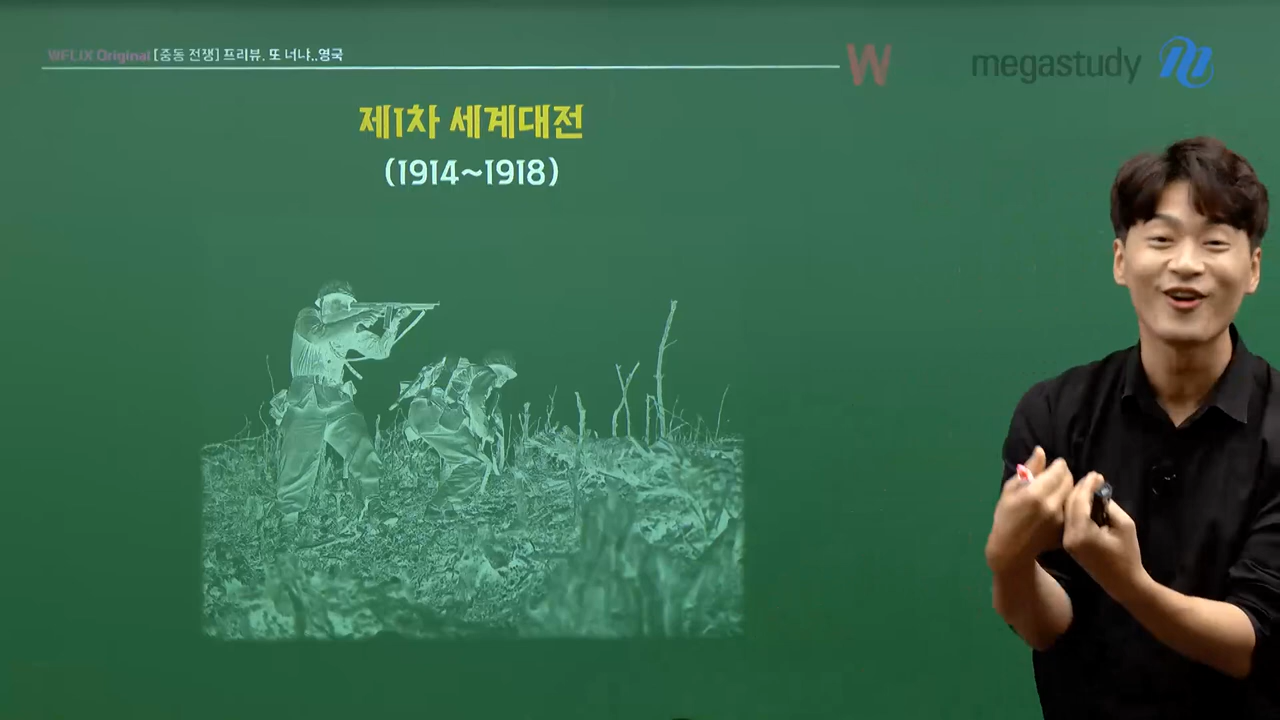 WFLIX Original [중동 전쟁] 프리뷰. 또 너냐..영국
W
megastudy
제1차 세계대전
(1914~1918)